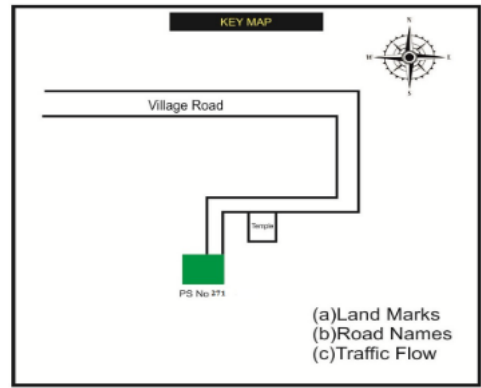 KEY MAP
N
W
E
S
Village Road
Temple
PS No 271
(a)Land Marks
(b)Road Names
(c)Traffic Flow